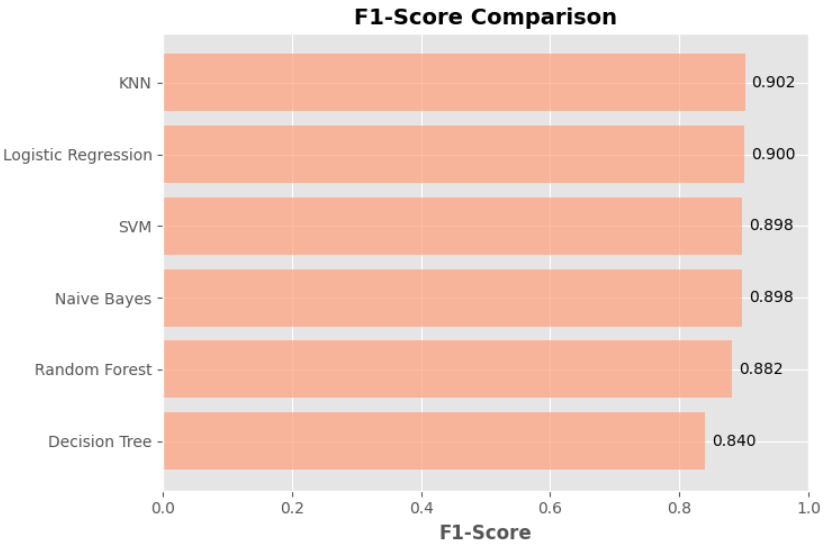 F1-Score Comparison
KNN
0.902
Logistic Regression
0.900
SVM
0.898
Naive Bayes
0.898
Random Forest
0.882
Decision Tree
0.840
0.0 0.2 0.4 0.6 0.8 1.0
F1-Score